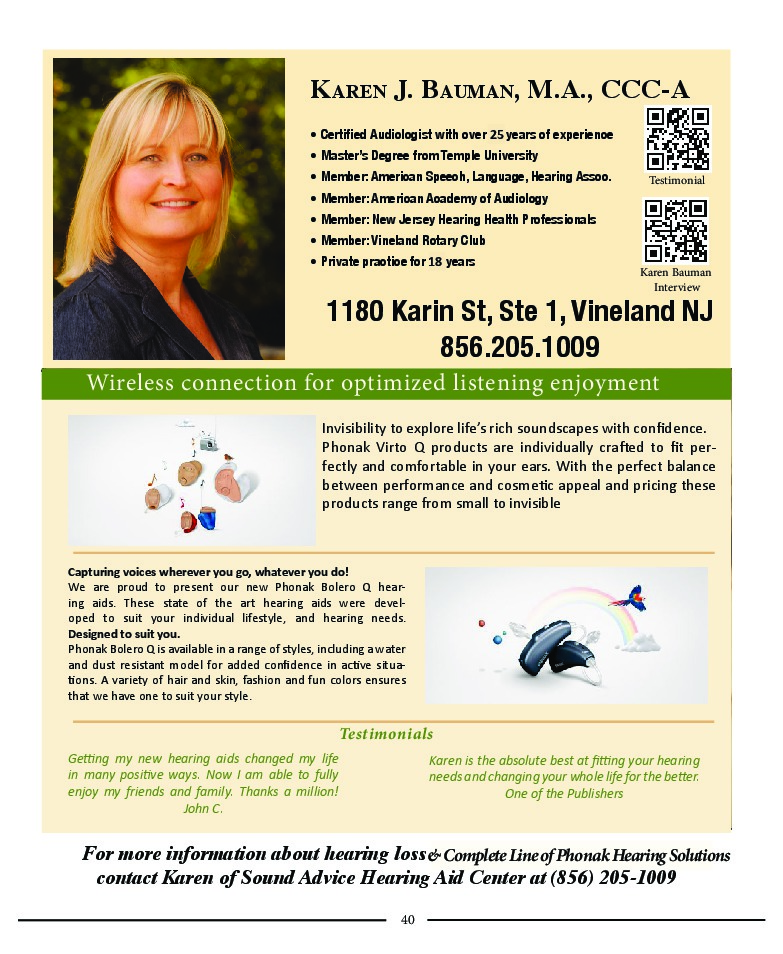 KAREN J. BAUMAN, M.A., CCC-A
• Certified Audiologist with over 25 years of experience
• Master's Degree from Temple University
• Member: American Speech, Language, Hearing Assoc.
• Member: American Academy of Audiology
• Member: New Jersey Hearing Health Professionals
• Member: Vineland Rotary Club
• Private practice for 18 years
Testimonial
Karen Bauman
Interview
1180 Karin St, Ste 1, Vineland NJ
856.205.1009
Wireless connection for optimized listening enjoyment
Invisibility to explore life's rich soundscapes with confidence.
Phonak Virto Q products are individually crafted to fit per-
fectly and comfortable in your ears. With the perfect balance
between performance and cosmetic appeal and pricing these
products range from small to invisible
Capturing voices wherever you go, whatever you do!
We are proud to present our new Phonak Bolero Q hear-
ing aids. These state of the art hearing aids were devel-
oped to suit your individual lifestyle, and hearing needs.
Designed to suit you.
Phonak Bolero Q is available in a range of styles, including a water
and dust resistant model for added confidence in active situa-
tions. A variety of hair and skin, fashion and fun colors ensures
that we have one to suit your style.
Testimonials
Getting my new hearing aids changed my life
in many positive ways. Now I am able to fully
enjoy my friends and family. Thanks a million!
John C.
Karen is the absolute best at fitting your hearing
needs and changing your whole life for the better.
One of the Publishers
For more information about hearing loss & Complete Line of Phonak Hearing Solutions
contact Karen of Sound Advice Hearing Aid Center at (856) 205-1009
40